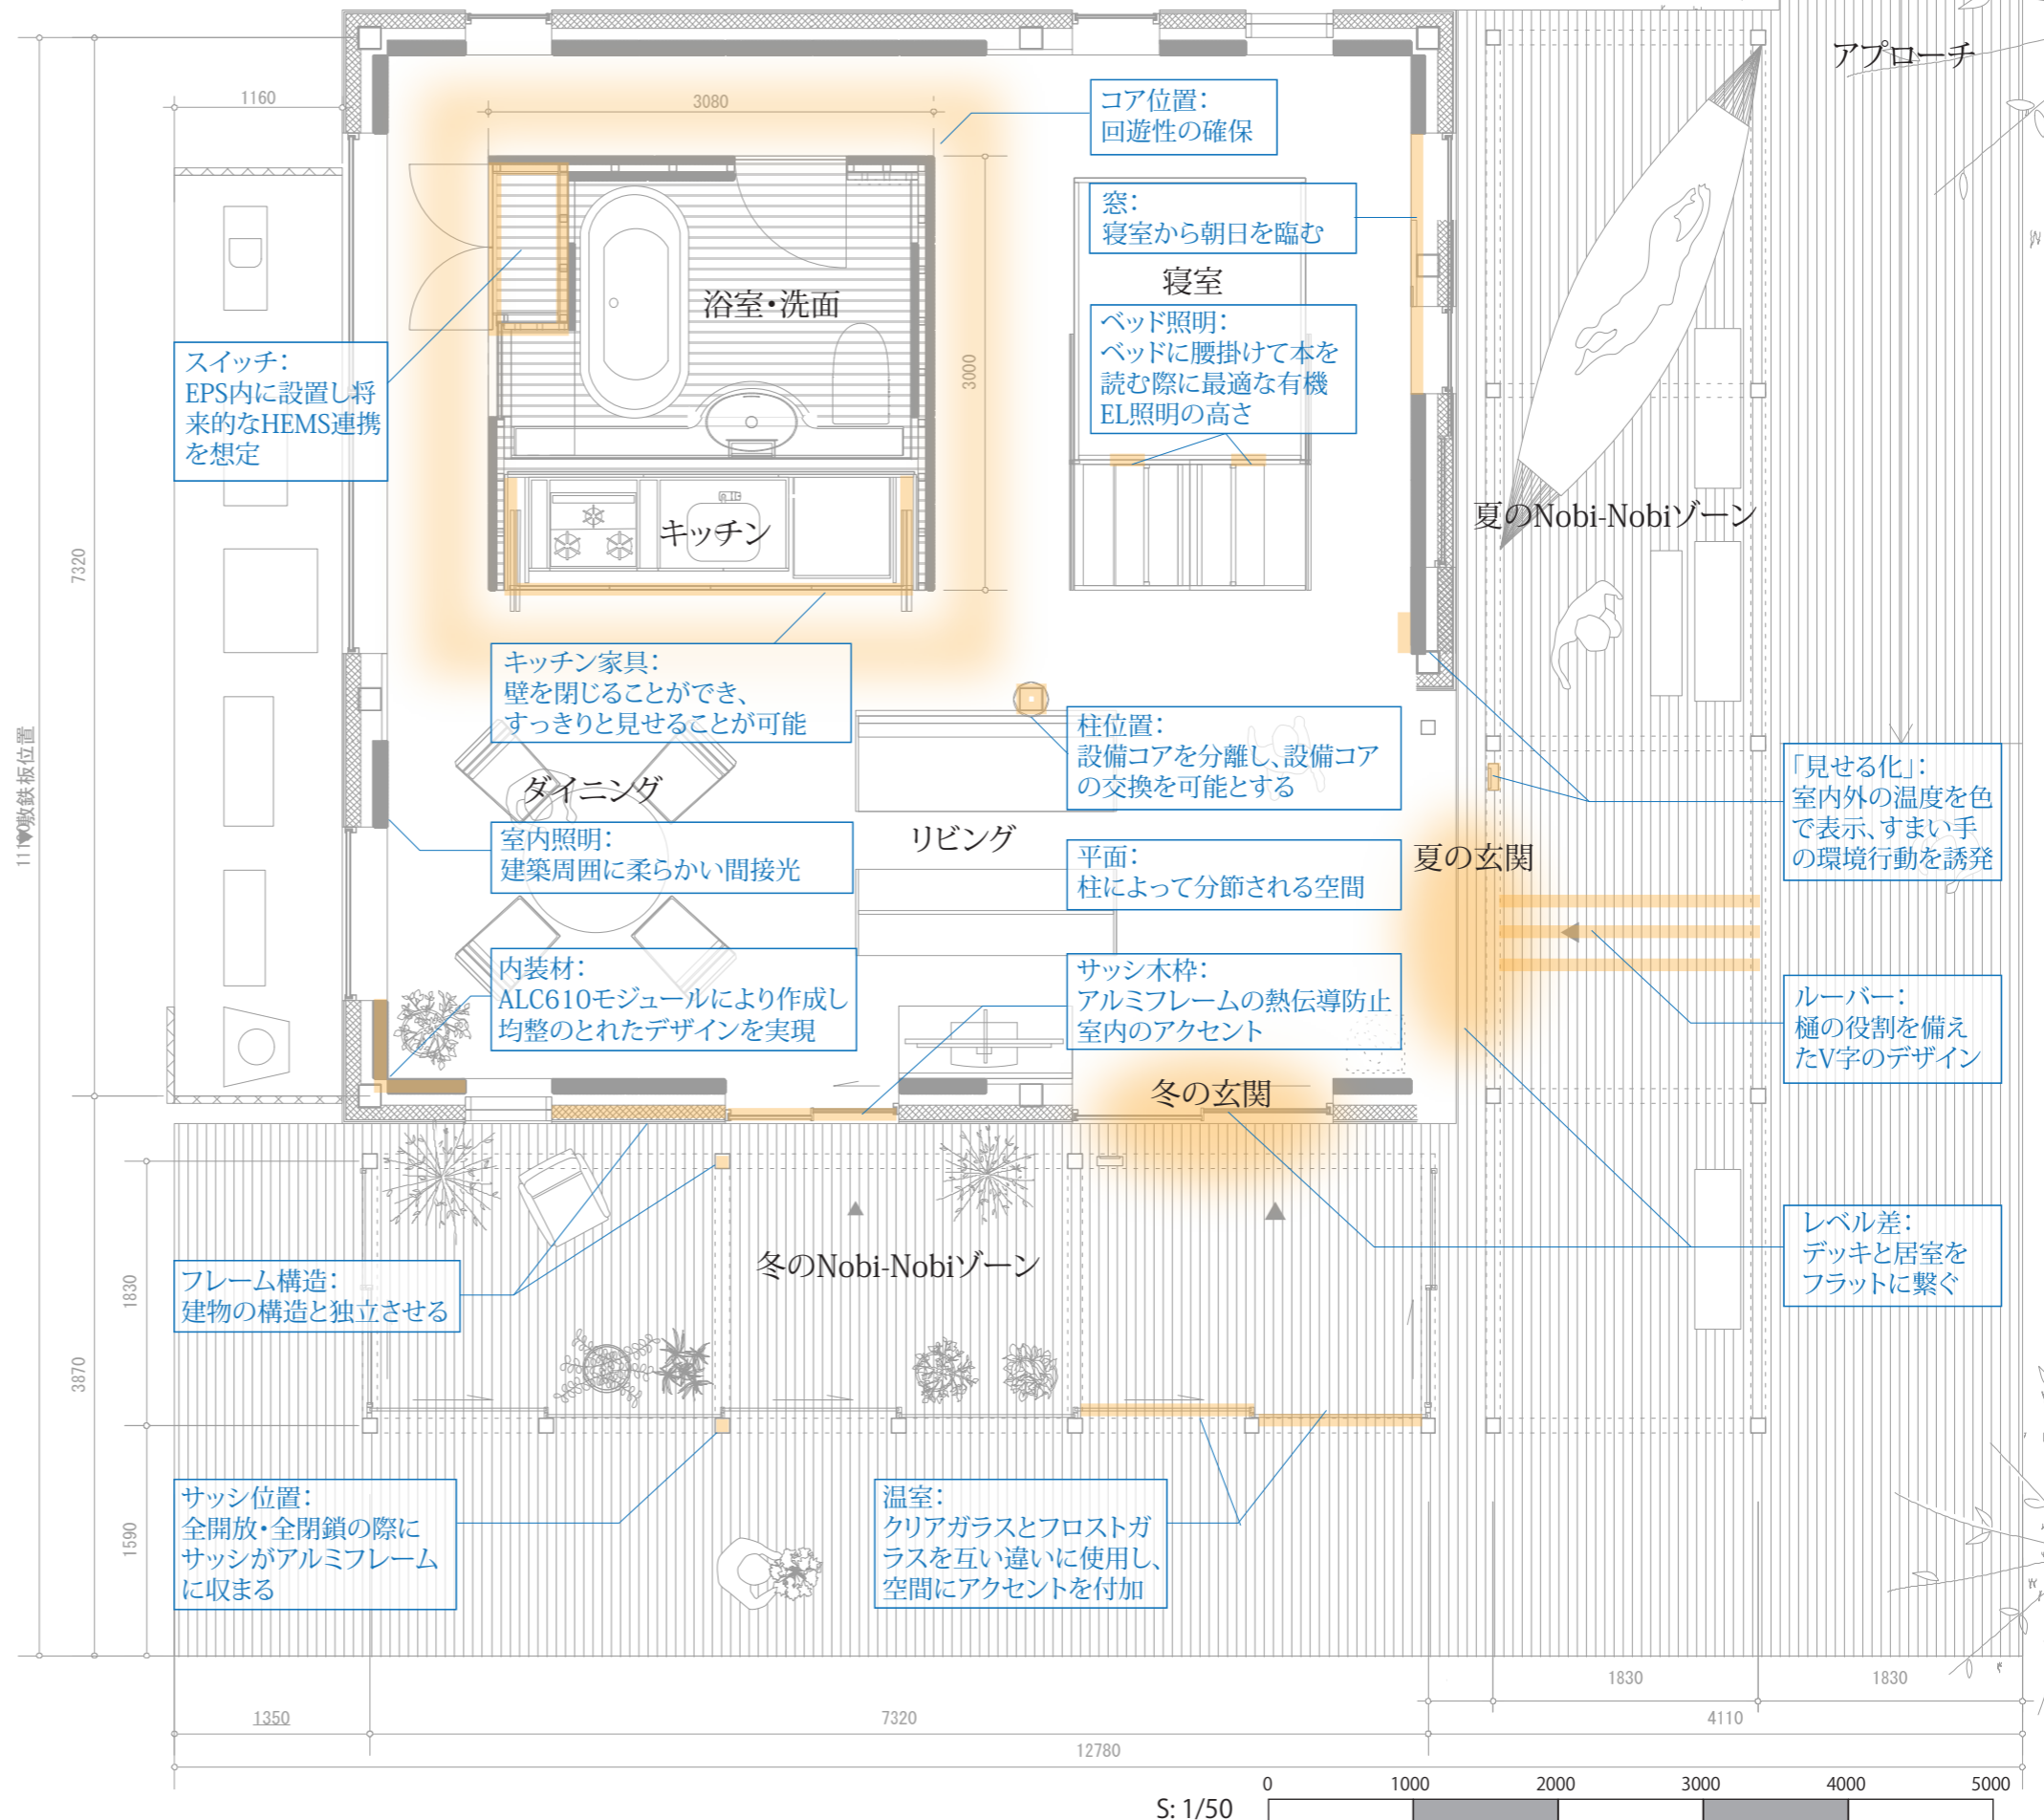 アプローチ
1160
3080
コア位置：
回遊性の確保
窓：
寝室から朝日を臨む
寝室
浴室・洗面
ベッド照明：
ベッドに腰掛けて本を
読む際に最適な有機
EL照明の高さ
3000
スイッチ：
EPS内に設置し将
来的なHEMS連携
を想定
キッチン
夏のNobi-Nobiゾーン
7320
キッチン家具：
壁を閉じることができ、
すっきりと見せることが可能
柱位置：
設備コアを分離し、設備コア
の交換を可能とする
「見せる化」：
室内外の温度を色
で表示、すまい手
の環境行動を誘発
▼敷鉄板位置
ダイニング
リビング
室内照明：
建築周囲に柔らかい間接光
平面：
柱によって分節される空間
夏の玄関
内装材：
ALC610モジュールにより作成し
均整のとれたデザインを実現
サッシ木枠：
アルミフレームの熱伝導防止
室内のアクセント
ルーバー：
樋の役割を備え
たV字のデザイン
冬の玄関
レベル差：
デッキと居室を
フラットに繋ぐ
冬のNobi-Nobiゾーン
フレーム構造：
建物の構造と独立させる
1830
3870
サッシ位置：
全開放・全閉鎖の際に
サッシがアルミフレーム
に収まる
温室：
クリアガラスとフロストガ
ラスを互い違いに使用し、
空間にアクセントを付加
1590
1830
1830
1350
7320
4110
12780
0 1000 2000 3000 4000 5000
S: 1/50